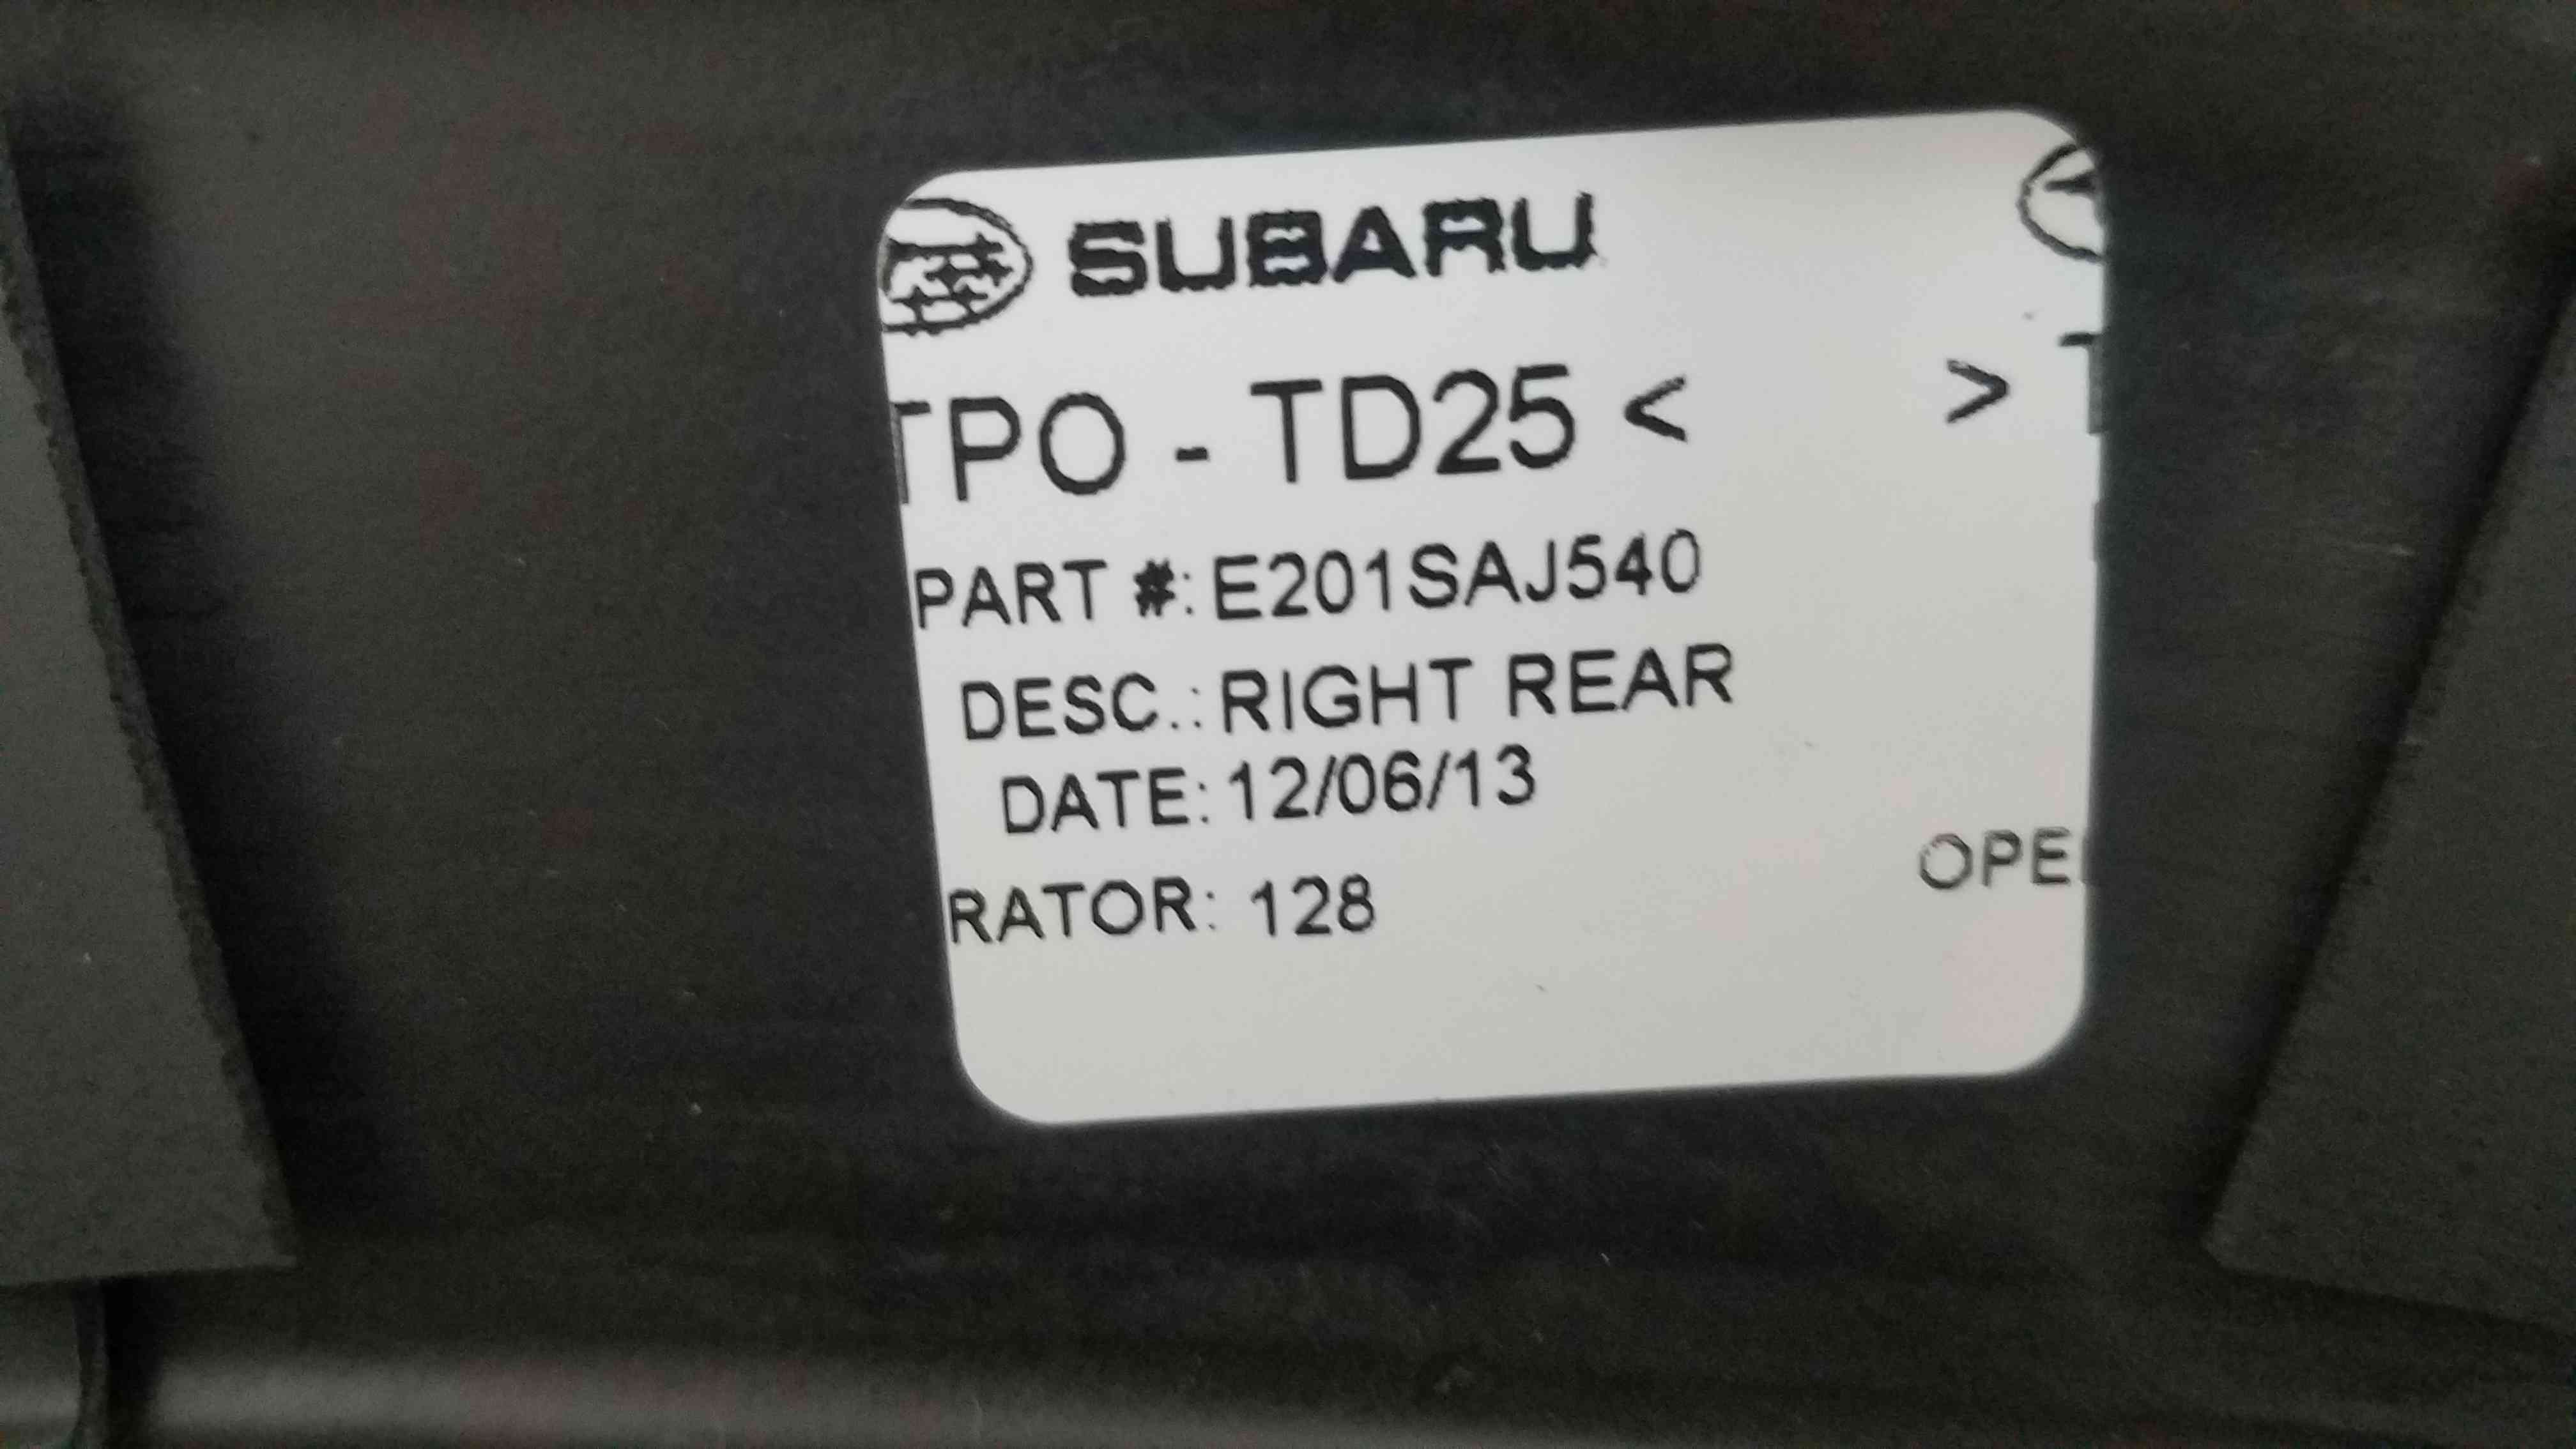 SUBARU
TPO - TD25 < >
PART #: E201SAJ540
DESC.: RIGHT REAR
DATE: 12/06/13
OPE
RATOR: 128